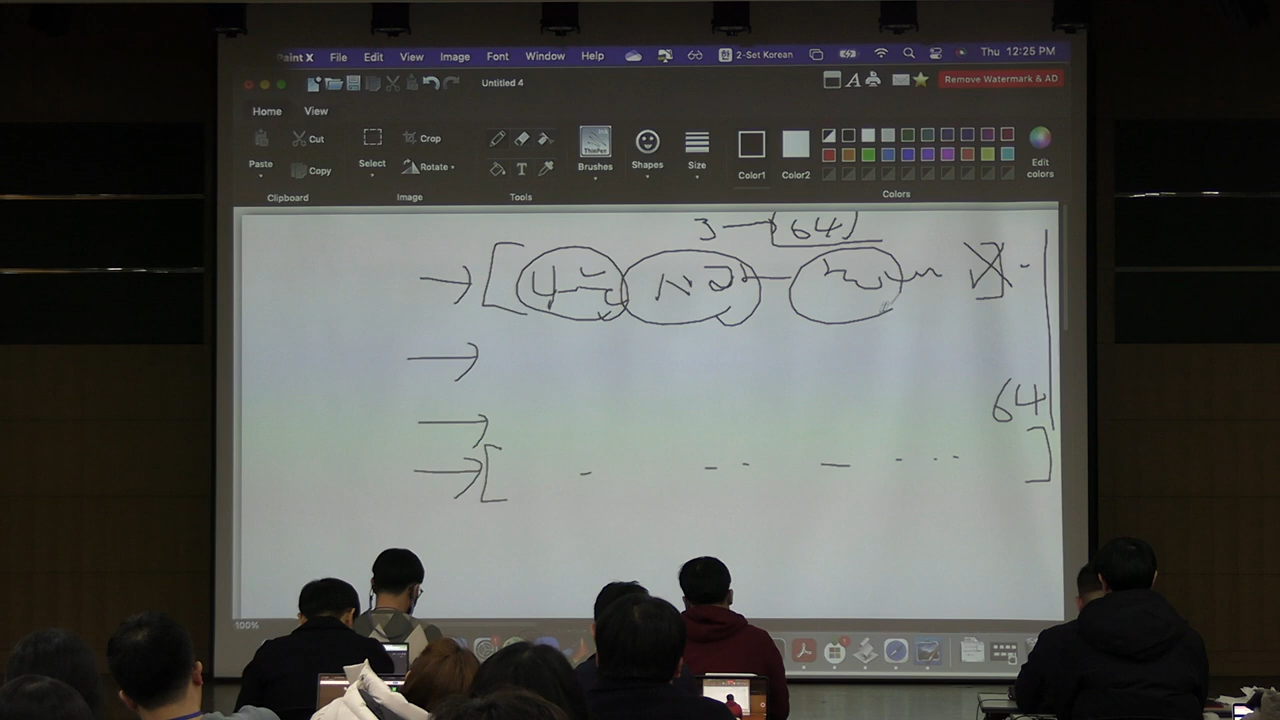 Paint X File Edit View Image Font Window Help 2-Set Korean Thu 12:25 PM
Untitled 4
Remove Watermark & AD
Home View
Paste Cut Copy
Select Crop Rotate
Brushes Shapes Size Color1 Color2 Edit colors
Clipboard Image Tools Colors
3 — (64)
64
100%